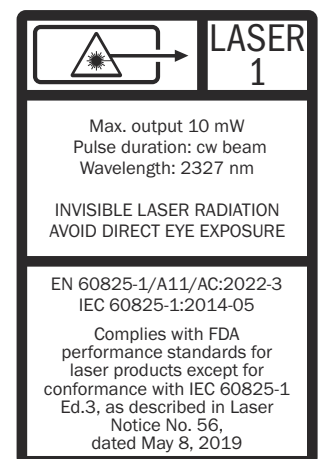 LASER
1
Max. output 10 mW
Pulse duration: cw beam
Wavelength: 2327 nm
INVISIBLE LASER RADIATION
AVOID DIRECT EYE EXPOSURE
EN 60825-1/A11/AC:2022-3
IEC 60825-1:2014-05
Complies with FDA
performance standards for
laser products except for
conformance with IEC 60825-1
Ed.3, as described in Laser
Notice No. 56,
dated May 8, 2019